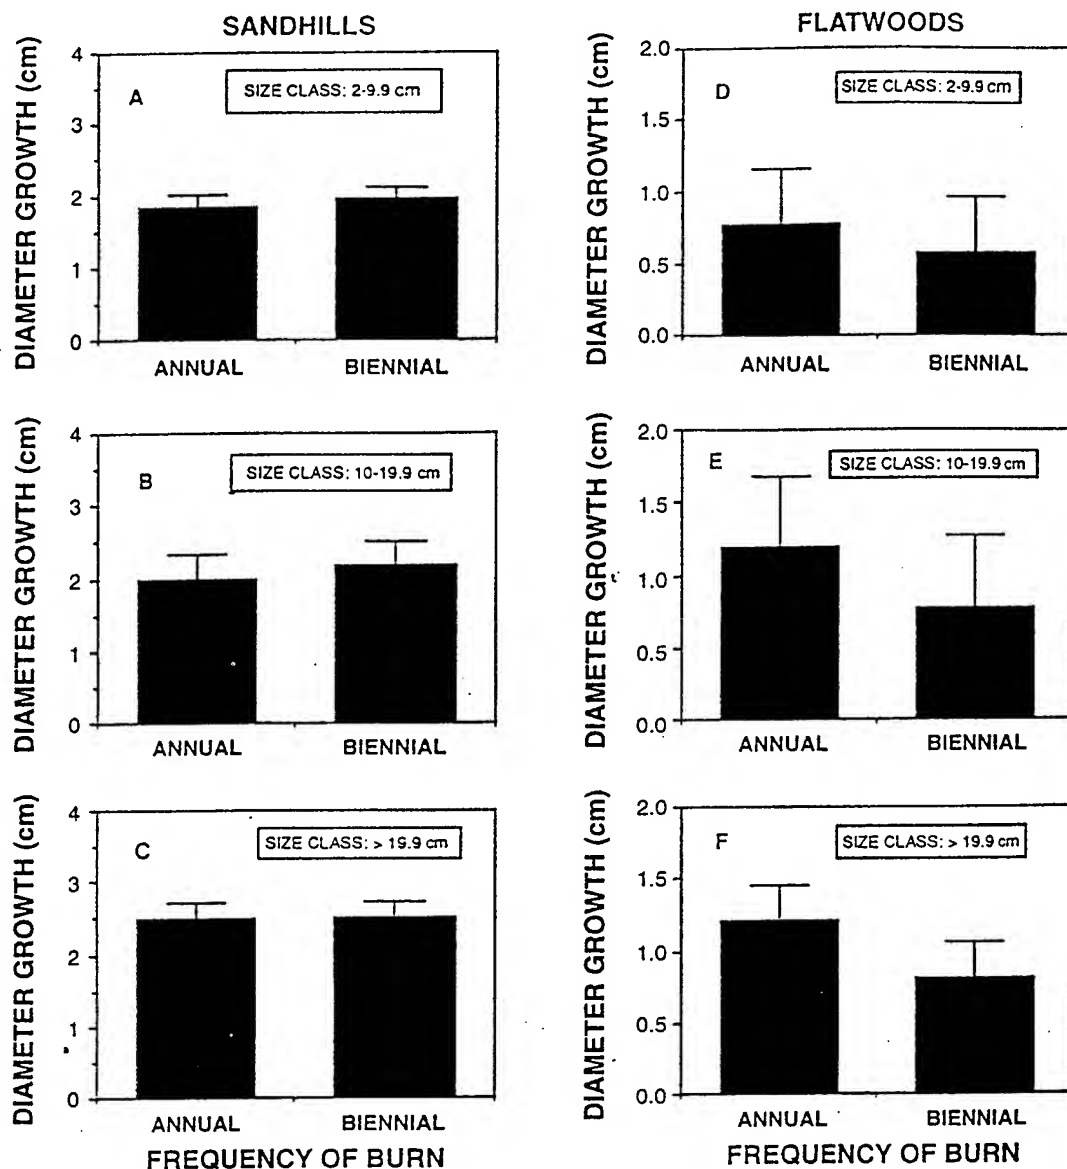 SANDHILLS
DIAMETER GROWTH (cm)
4
3
2
1
0
A
SIZE CLASS: 2-9.9 cm
ANNUAL
BIENNIAL
DIAMETER GROWTH (cm)
4
3
2
1
0
B
SIZE CLASS: 10-19.9 cm
ANNUAL
BIENNIAL
DIAMETER GROWTH (cm)
4
3
2
1
0
C
SIZE CLASS: > 19.9 cm
ANNUAL
BIENNIAL
FREQUENCY OF BURN
FLATWOODS
DIAMETER GROWTH (cm)
2.0
1.5
1.0
0.5
0.0
D
SIZE CLASS: 2-9.9 cm
ANNUAL
BIENNIAL
DIAMETER GROWTH (cm)
2.0
1.5
1.0
0.5
0.0
E
SIZE CLASS: 10-19.9 cm
ANNUAL
BIENNIAL
DIAMETER GROWTH (cm)
2.0
1.5
1.0
0.5
0.0
F
SIZE CLASS: > 19.9 cm
ANNUAL
BIENNIAL
FREQUENCY OF BURN